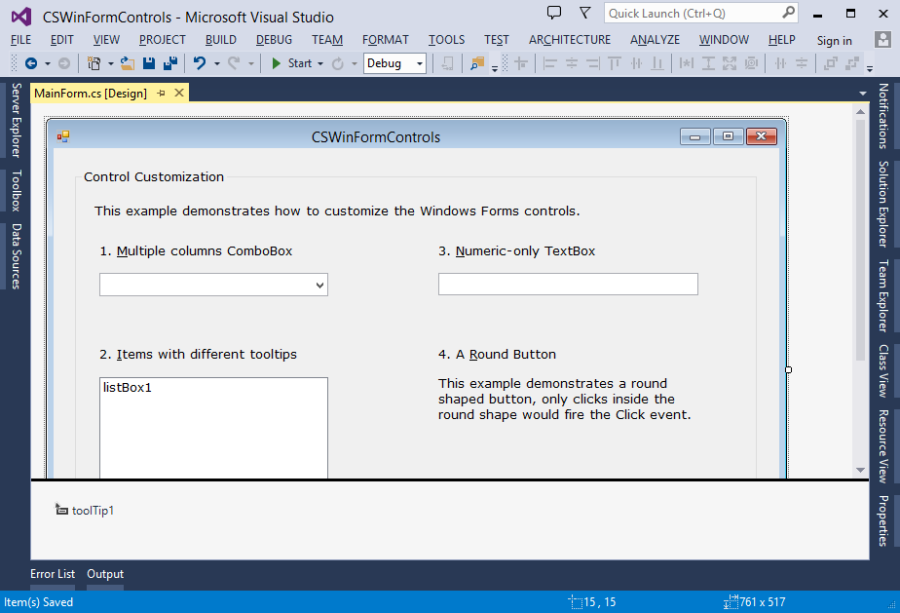 CSWinFormControls - Microsoft Visual Studio
Quick Launch (Ctrl+Q)
FILE EDIT VIEW PROJECT BUILD DEBUG TEAM FORMAT TOOLS TEST ARCHITECTURE ANALYZE WINDOW HELP Sign in
Start Debug
MainForm.cs [Design]
Server Explorer
Toolbox
Data Sources
CSWinFormControls
Control Customization
This example demonstrates how to customize the Windows Forms controls.
1. Multiple columns ComboBox
3. Numeric-only TextBox
2. Items with different tooltips
listBox1
4. A Round Button
This example demonstrates a round
shaped button, only clicks inside the
round shape would fire the Click event.
Notifications
Solution Explorer
Team Explorer
Class View
Resource View
Properties
toolTip1
Error List Output
Item(s) Saved 15 , 15 761 x 517